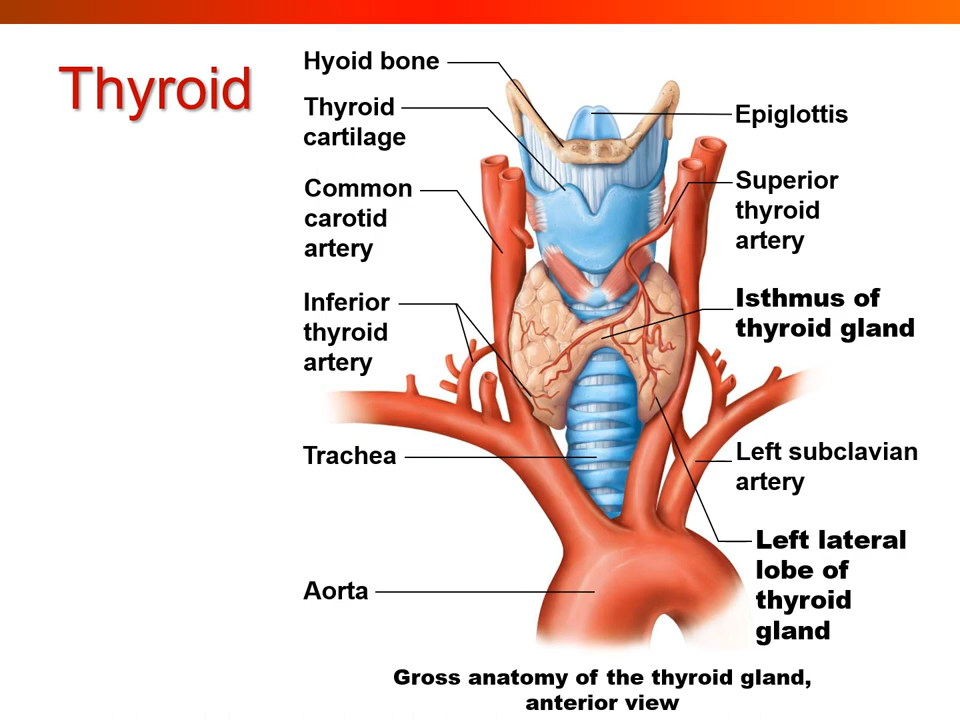 Thyroid
Hyoid bone
Thyroid
cartilage
Common
carotid
artery
Inferior
thyroid
artery
Trachea
Aorta
Epiglottis
Superior
thyroid
artery
Isthmus of
thyroid gland
Left subclavian
artery
Left lateral
lobe of
thyroid
gland
Gross anatomy of the thyroid gland,
anterior view